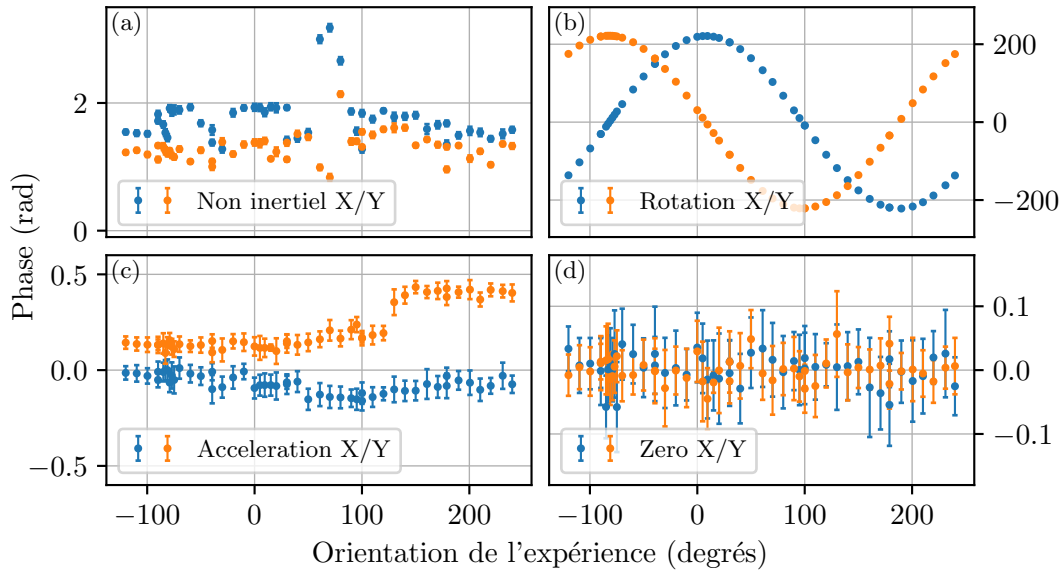 (a)
2
0
Non inertiel X/Y
(b)
200
0
−200
Rotation X/Y
Phase (rad)
(c)
0.5
0.0
−0.5
Acceleration X/Y
−100
0
100
200
(d)
0.1
0.0
−0.1
Zero X/Y
−100
0
100
200
Orientation de l'expérience (degrés)